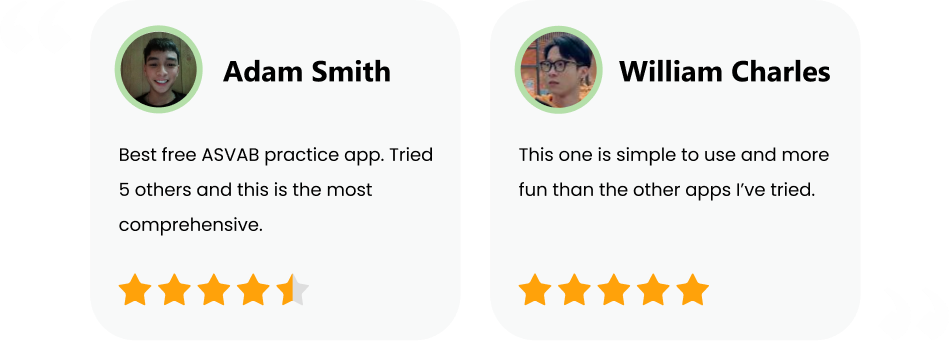 Adam Smith
Best free ASVAB practice app. Tried
5 others and this is the most
comprehensive.
William Charles
This one is simple to use and more
fun than the other apps I’ve tried.